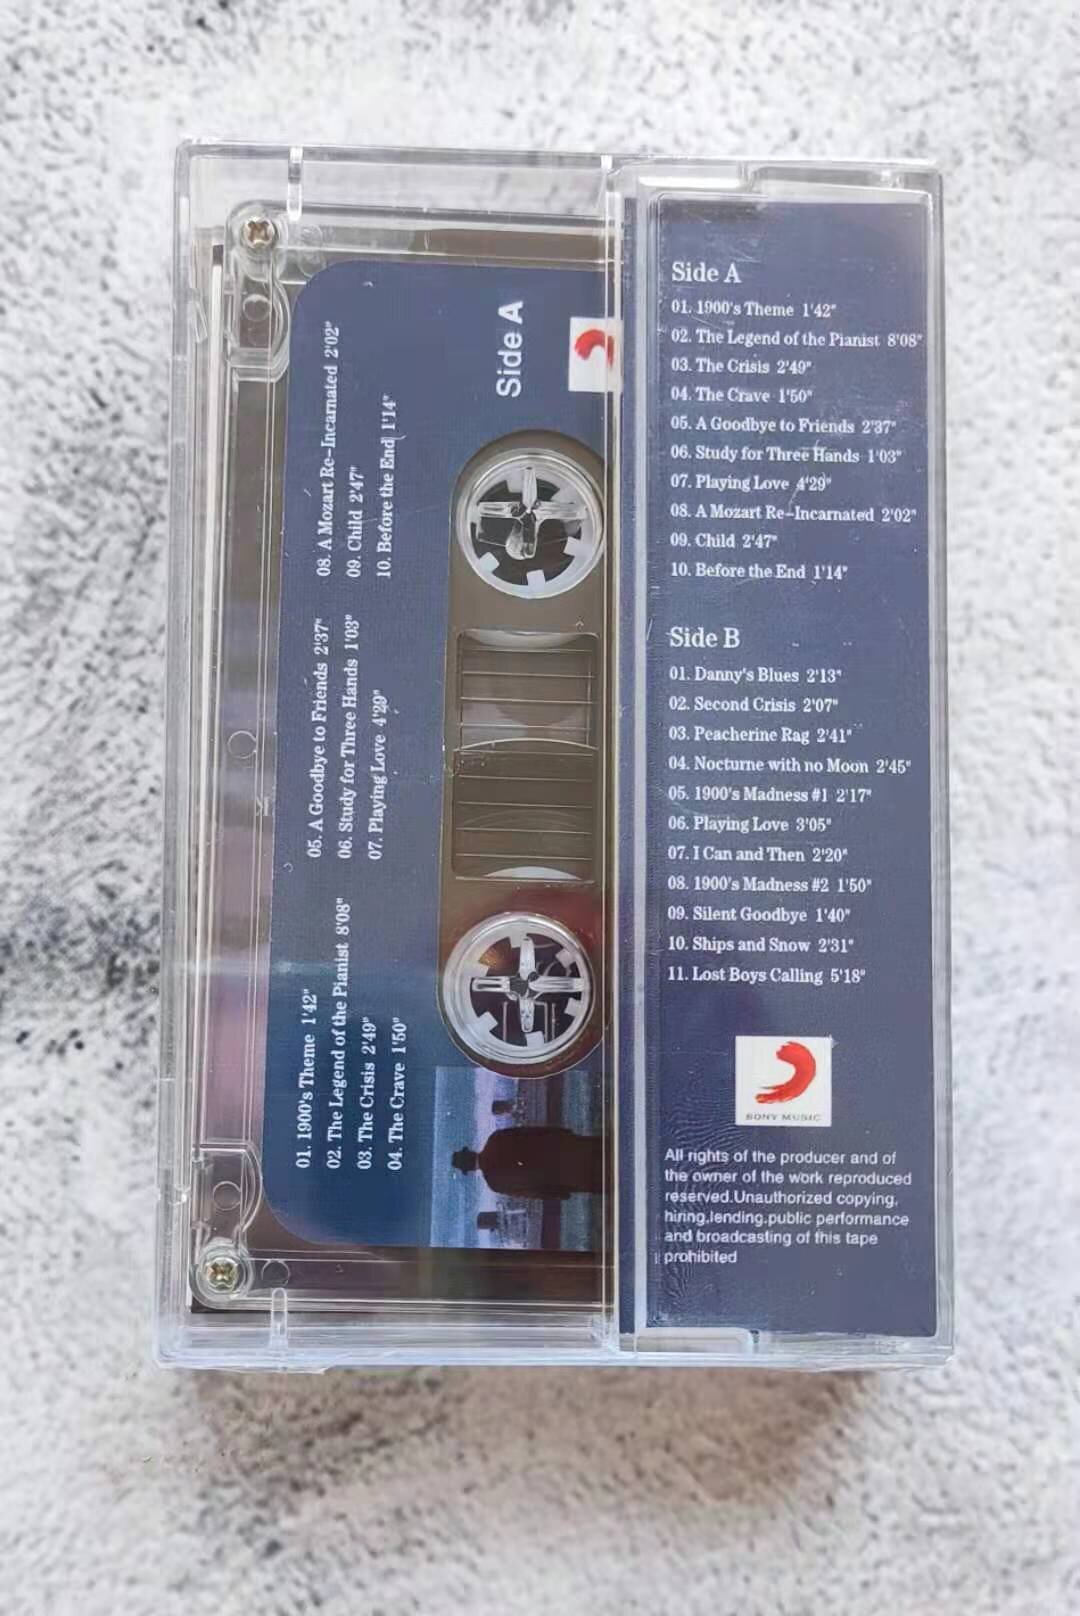 Side A
01. 1900's Theme 1'42"
02. The Legend of the Pianist 8'08"
03. The Crisis 2'49"
04. The Crave 1'50"
05. A Goodbye to Friends 2'37"
06. Study for Three Hands 1'03"
07. Playing Love 4'29"
08. A Mozart Re-Incarnated 2'02"
09. Child 2'47"
10. Before the End 1'14"
Side A
01. 1900's Theme 1'42"
02. The Legend of the Pianist 8'08"
03. The Crisis 2'49"
04. The Crave 1'50"
05. A Goodbye to Friends 2'37"
06. Study for Three Hands 1'03"
07. Playing Love 4'29"
08. A Mozart Re-Incarnated 2'02"
09. Child 2'47"
10. Before the End 1'14"
Side B
01. Danny's Blues 2'13"
02. Second Crisis 2'07"
03. Peacherine Rag 2'41"
04. Nocturne with no Moon 2'45"
05. 1900's Madness #1 2'17"
06. Playing Love 3'05"
07. I Can and Then 2'20"
08. 1900's Madness #2 1'50"
09. Silent Goodbye 1'40"
10. Ships and Snow 2'31"
11. Lost Boys Calling 5'18"
SONY MUSIC
All rights of the producer and of
the owner of the work reproduced
reserved.Unauthorized copying,
hiring,lending,public performance
and broadcasting of this tape
prohibited